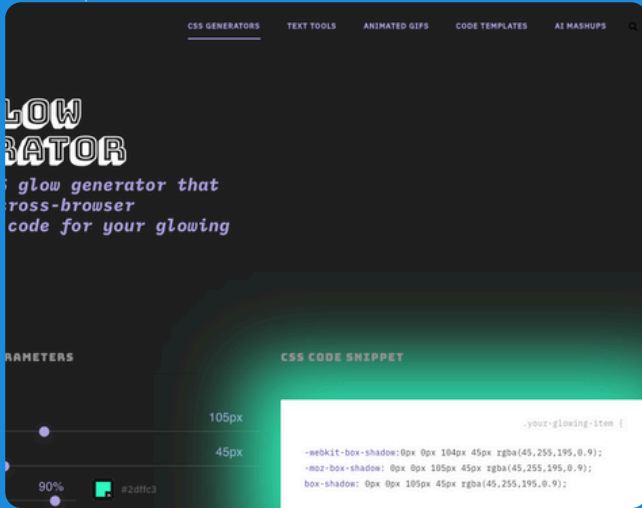 CSS GENERATORS TEXT TOOLS ANIMATED GIFS CODE TEMPLATES AI MASHUPS
LOW
RATOR
S glow generator that
cross-browser
code for your glowing
RAMETERS
CSS CODE SNIPPET
105px
.your-glowing-item {
45px
-webkit-box-shadow:0px 0px 104px 45px rgba(45,255,195,0.9);
-moz-box-shadow: 0px 0px 105px 45px rgba(45,255,195,0.9);
box-shadow: 0px 0px 105px 45px rgba(45,255,195,0.9);
90% #2dffc3